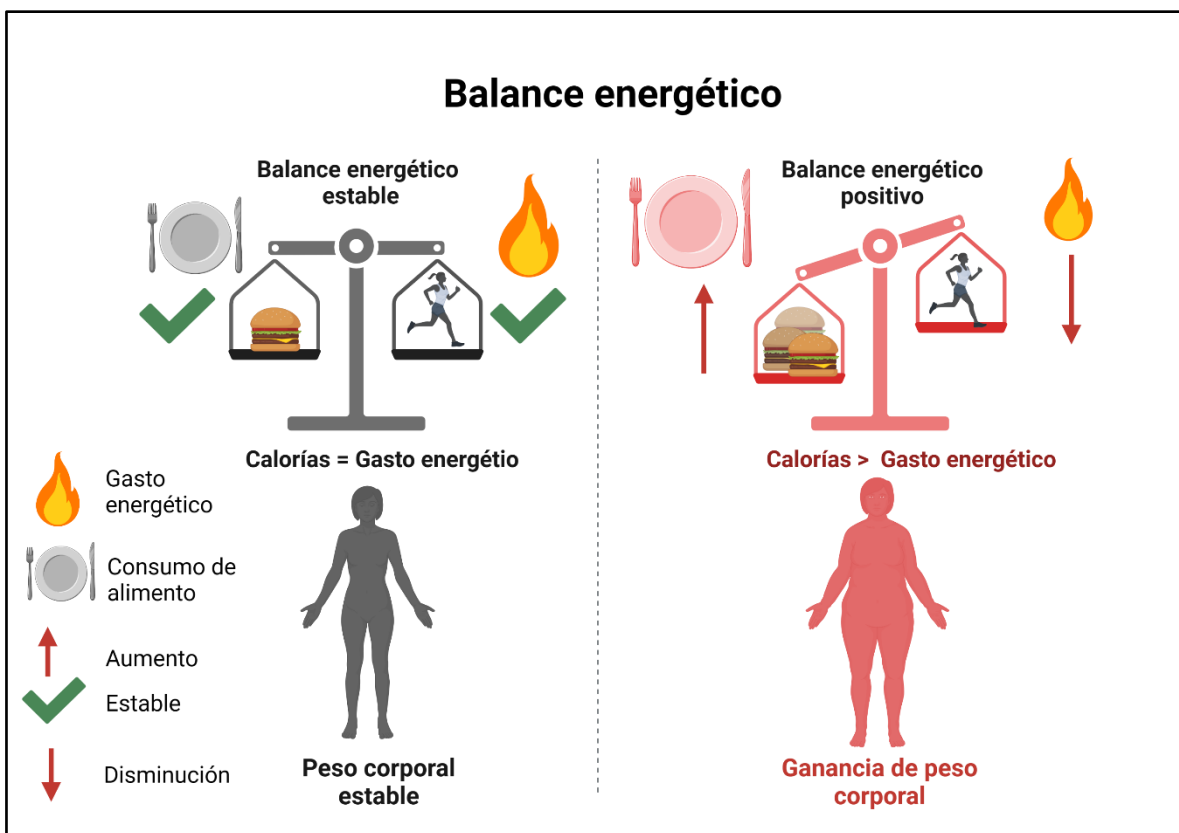 Balance energético
Balance energético
estable
Calorías = Gasto energétio
Peso corporal
estable
Balance energético
positivo
Calorías > Gasto energético
Ganancia de peso
corporal
Gasto
energético
Consumo de
alimento
Aumento
Estable
Disminución